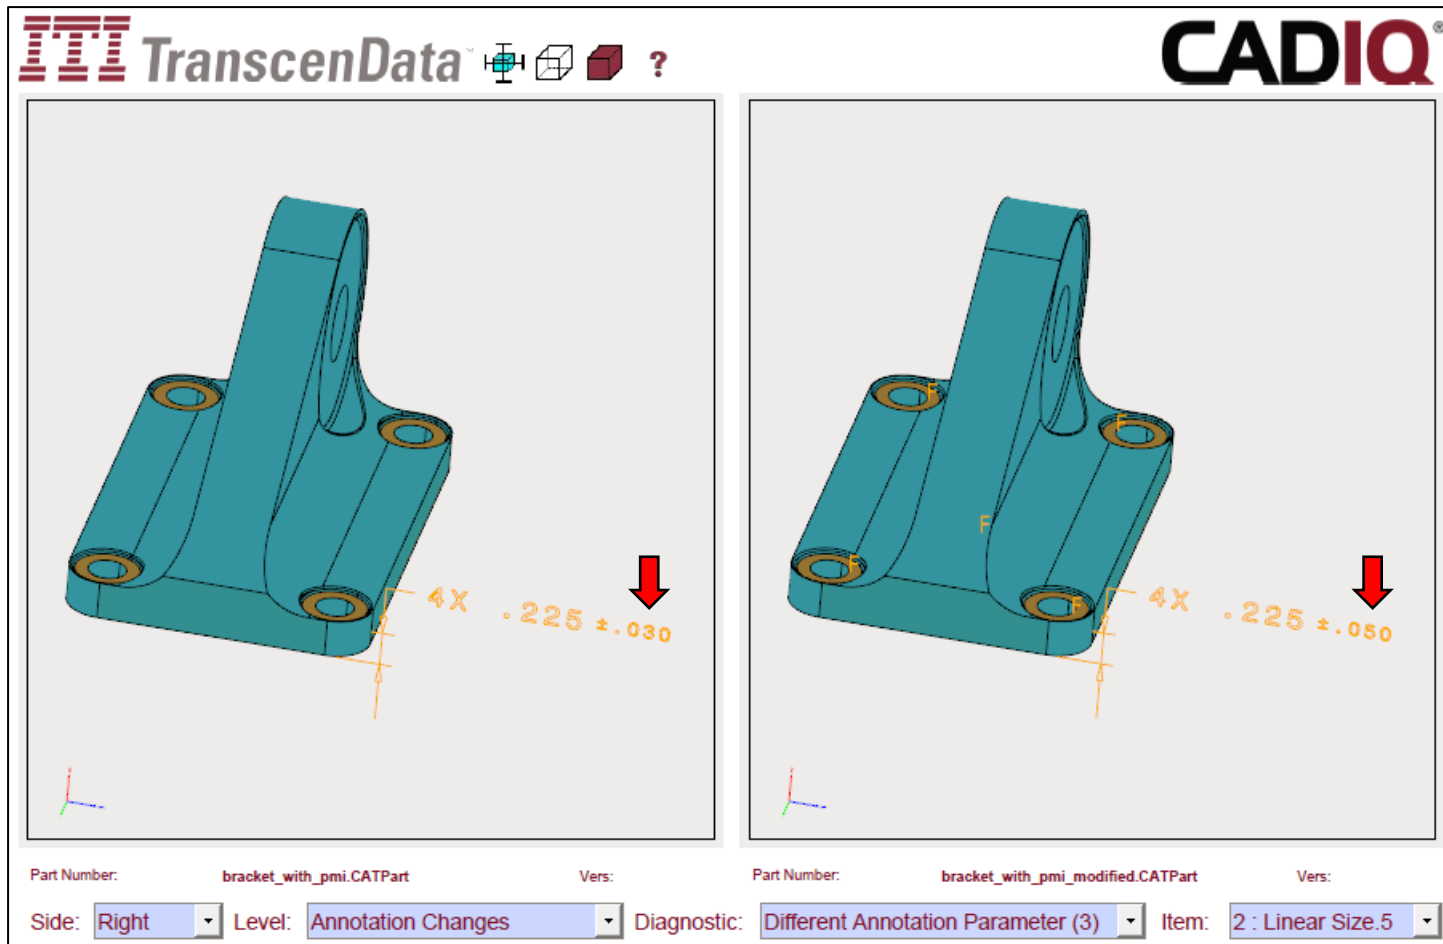 ITI TranscenData ? CADIQ®
4X .225 ±.030
F
F
F
F
F
4X .225 ±.050
Part Number: bracket_with_pmi.CATPart Vers:
Part Number: bracket_with_pmi_modified.CATPart Vers:
Side: Right Level: Annotation Changes Diagnostic: Different Annotation Parameter (3) Item: 2 : Linear Size.5